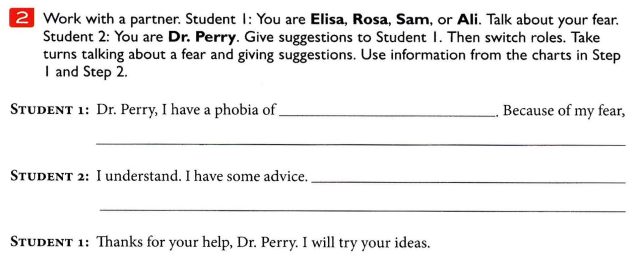 2 Work with a partner. Student 1: You are Elisa, Rosa, Sam, or Ali. Talk about your fear.
Student 2: You are Dr. Perry. Give suggestions to Student 1. Then switch roles. Take
turns talking about a fear and giving suggestions. Use information from the charts in Step
1 and Step 2.
STUDENT 1: Dr. Perry, I have a phobia of ____________________. Because of my fear,
____________________
STUDENT 2: I understand. I have some advice. ____________________
____________________
STUDENT 1: Thanks for your help, Dr. Perry. I will try your ideas.